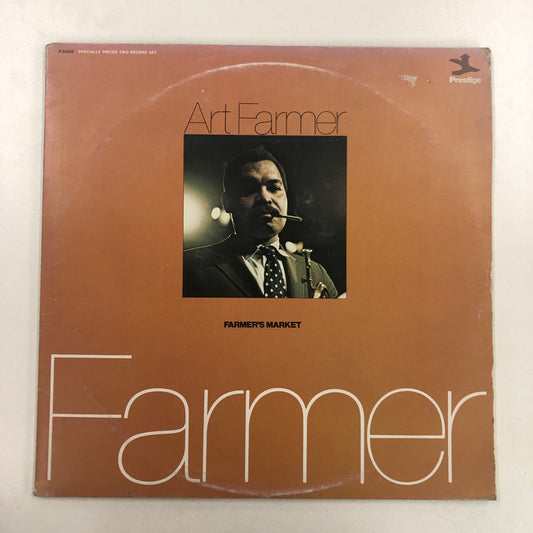 P-24032 SPECIALLY PRICED TWO RECORD SET
Prestige
Art Farmer
FARMER'S MARKET
Farmer